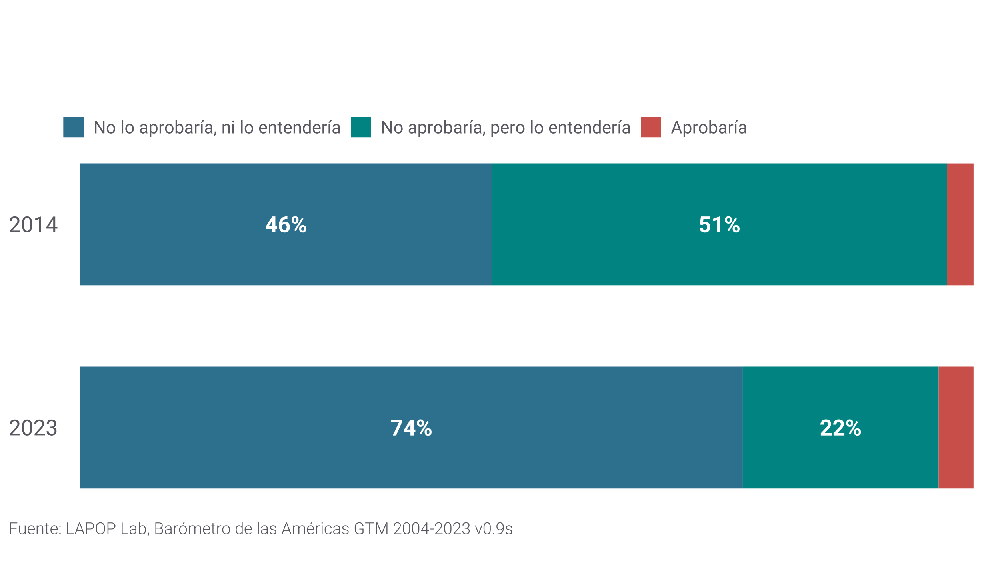 No lo aprobaría, ni lo entendería No aprobaría, pero lo entendería Aprobaría
2014 46% 51%
2023 74% 22%
Fuente: LAPOP Lab, Barómetro de las Américas GTM 2004-2023 v0.9s